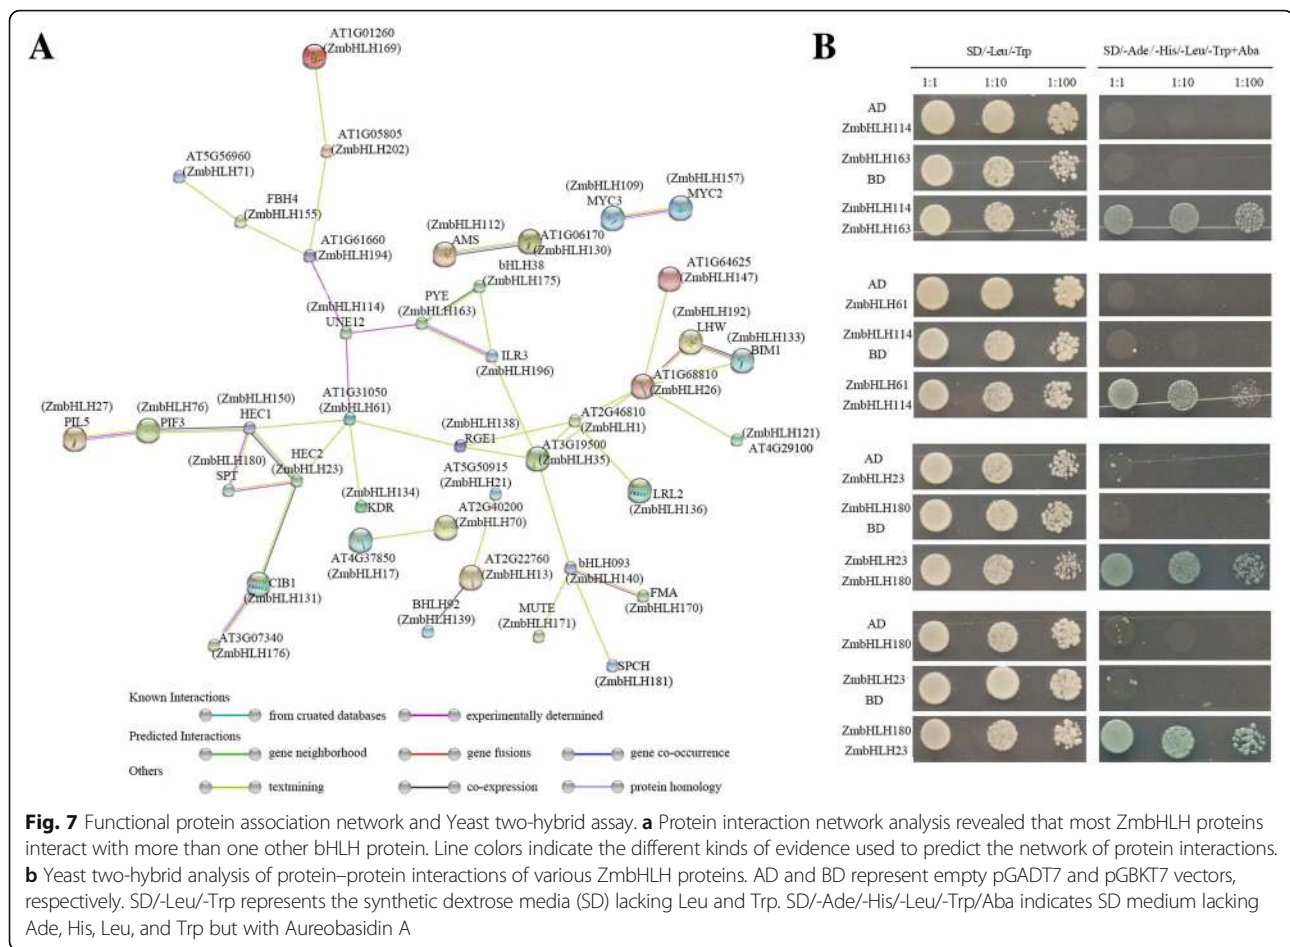 A
AT1G01260
(ZmbHLH169)
AT1G05805
(ZmbHLH202)
AT5G56960
(ZmbHLH71)
FBH4
(ZmbHLH155)
AT1G61660
(ZmbHLH194)
(ZmbHLH109)
MYC3
(ZmbHLH157)
MYC2
(ZmbHLH112)
AMS
AT1G06170
(ZmbHLH130)
bHLH38
(ZmbHLH175)
AT1G64625
(ZmbHLH147)
(ZmbHLH114)
UNE12
PYE
(ZmbHLH163)
(ZmbHLH192)
LHW
(ZmbHLH133)
BIM1
ILR3
(ZmbHLH196)
AT1G68810
(ZmbHLH26)
AT1G31050
(ZmbHLH61)
(ZmbHLH27)
PIL5
(ZmbHLH76)
PIF3
(ZmbHLH150)
HEC1
(ZmbHLH138)
RGE1
AT2G46810
(ZmbHLH1)
(ZmbHLH121)
AT4G29100
HEC2
(ZmbHLH23)
(ZmbHLH180)
SPT
AT3G19500
(ZmbHLH35)
AT5G50915
(ZmbHLH21)
(ZmbHLH134)
KDR
LRL2
(ZmbHLH136)
AT2G40200
(ZmbHLH70)
AT4G37850
(ZmbHLH17)
AT2G22760
(ZmbHLH13)
bHLH093
(ZmbHLH140)
CIB1
(ZmbHLH131)
FMA
(ZmbHLH170)
BHLH92
(ZmbHLH139)
MUTE
(ZmbHLH171)
AT3G07340
(ZmbHLH176)
SPCH
(ZmbHLH181)
Known Interactions
from cruated databases
experimentally determined
Predicted Interactions
gene neighborhood
gene fusions
gene co-occurrence
Others
textmining
co-expression
protein homology
B
SD/-Leu/-Trp
SD/-Ade/-His/-Leu/-Trp+Aba
1:1 1:10 1:100 1:1 1:10 1:100
AD
ZmbHLH114
ZmbHLH163
BD
ZmbHLH114
ZmbHLH163
AD
ZmbHLH61
ZmbHLH114
BD
ZmbHLH61
ZmbHLH114
AD
ZmbHLH23
ZmbHLH180
BD
ZmbHLH23
ZmbHLH180
AD
ZmbHLH180
ZmbHLH23
BD
ZmbHLH180
ZmbHLH23
Fig. 7 Functional protein association network and Yeast two-hybrid assay. a Protein interaction network analysis revealed that most ZmbHLH proteins
interact with more than one other bHLH protein. Line colors indicate the different kinds of evidence used to predict the network of protein interactions.
b Yeast two-hybrid analysis of protein–protein interactions of various ZmbHLH proteins. AD and BD represent empty pGADT7 and pGBKT7 vectors,
respectively. SD/-Leu/-Trp represents the synthetic dextrose media (SD) lacking Leu and Trp. SD/-Ade/-His/-Leu/-Trp/Aba indicates SD medium lacking
Ade, His, Leu, and Trp but with Aureobasidin A